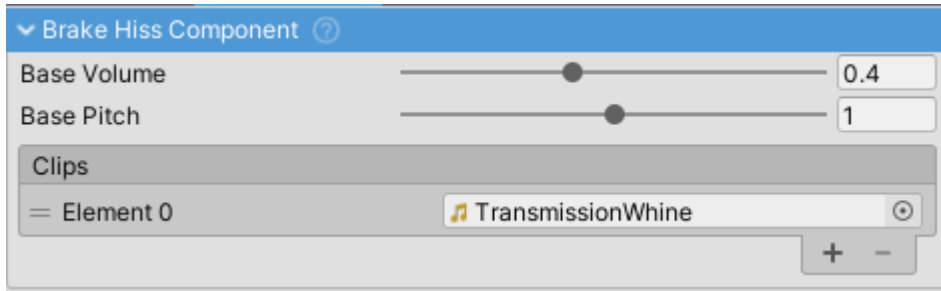 Brake Hiss Component
Base Volume 0.4
Base Pitch 1
Clips
Element 0 TransmissionWhine
+ −